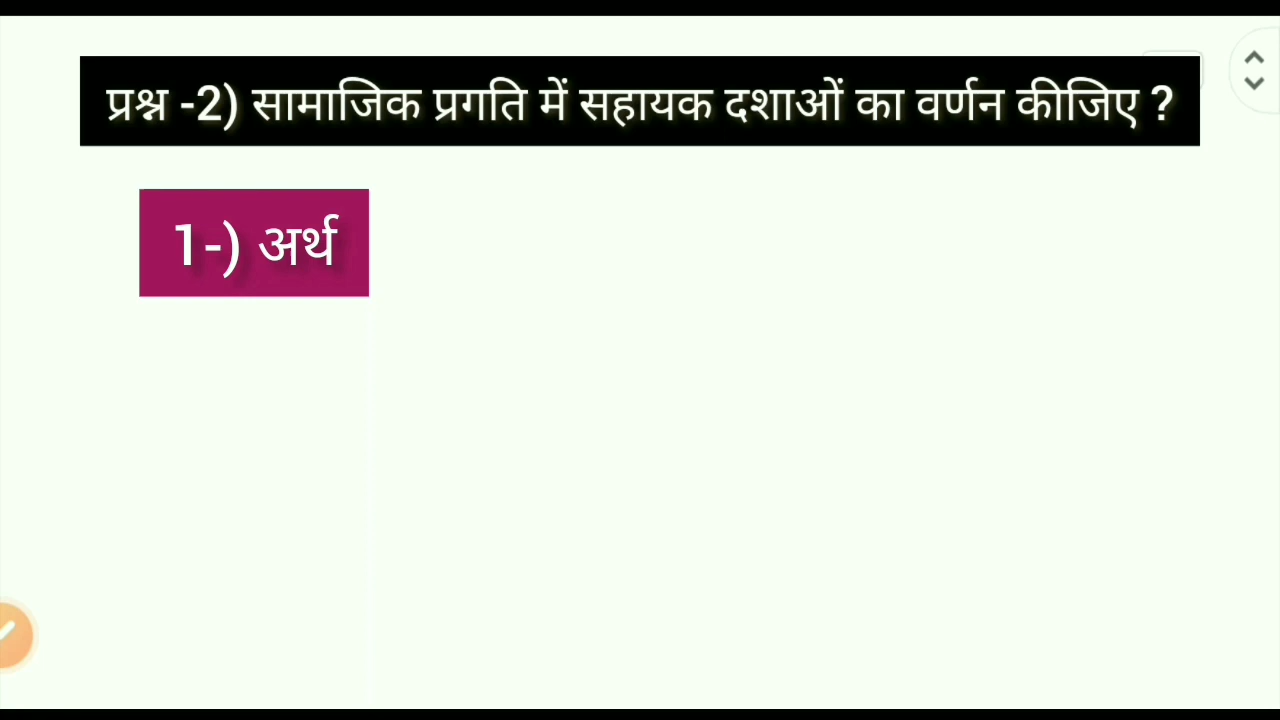 प्रश्न -2) सामाजिक प्रगति में सहायक दशाओं का वर्णन कीजिए ?
1-) अर्थ